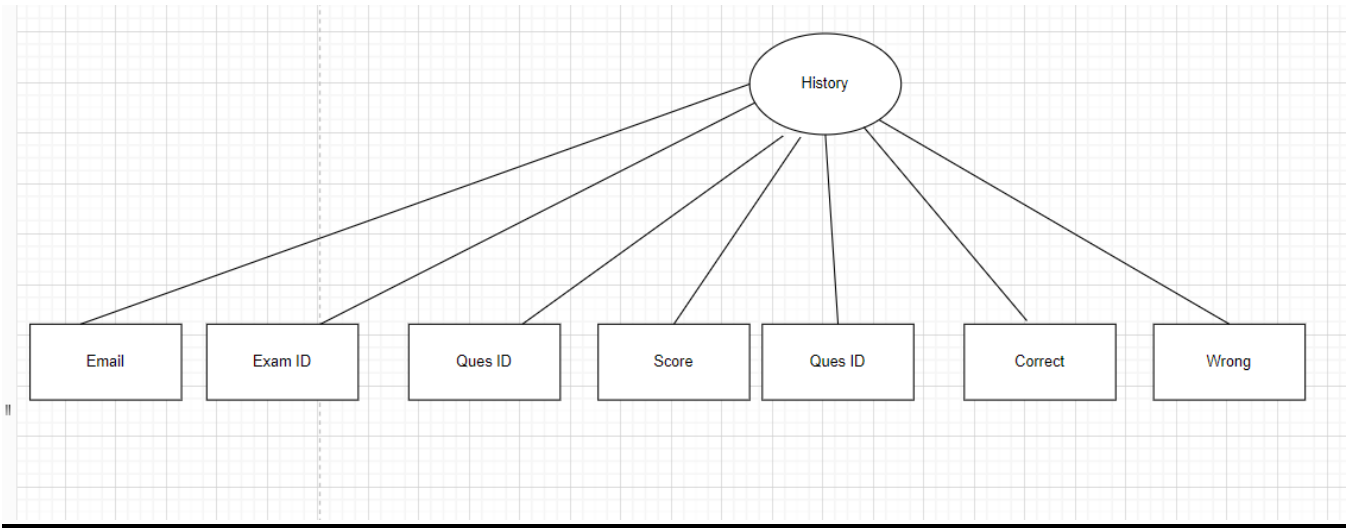 History
Email
Exam ID
Ques ID
Score
Ques ID
Correct
Wrong